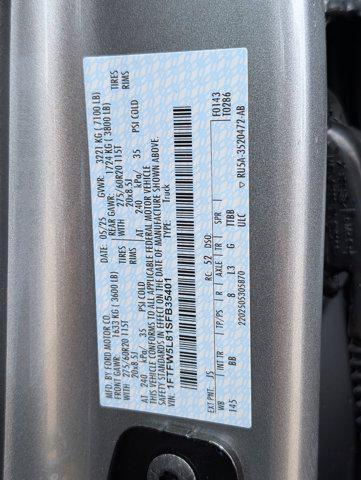 MFD. BY FORD MOTOR CO.
DATE: 05/25 GVWR: 3221 KG ( 7100 LB)
FRONT GAWR: 1633 KG ( 3600 LB) REAR GAWR: 1724 KG ( 3800 LB)
WITH 275/60R20 115T TIRES WITH 275/60R20 115T TIRES
20x8.5J RIMS 20x8.5J RIMS
AT 240 kPa/ 35 PSI COLD AT 240 kPa/ 35 PSI COLD
THIS VEHICLE CONFORMS TO ALL APPLICABLE FEDERAL MOTOR VEHICLE
SAFETY STANDARDS IN EFFECT ON THE DATE OF MANUFACTURE SHOWN ABOVE.
VIN: 1FTFW5L81SFB35401 TYPE: Truck
F0143
T0286
EXT PNT: JS RC: 52 DSO:
WB INT TR TP/PS R AXLE TR SPR
145 BB 8 L3 G TTBB
2202505305870 ULC
RU5A-3520472-AB